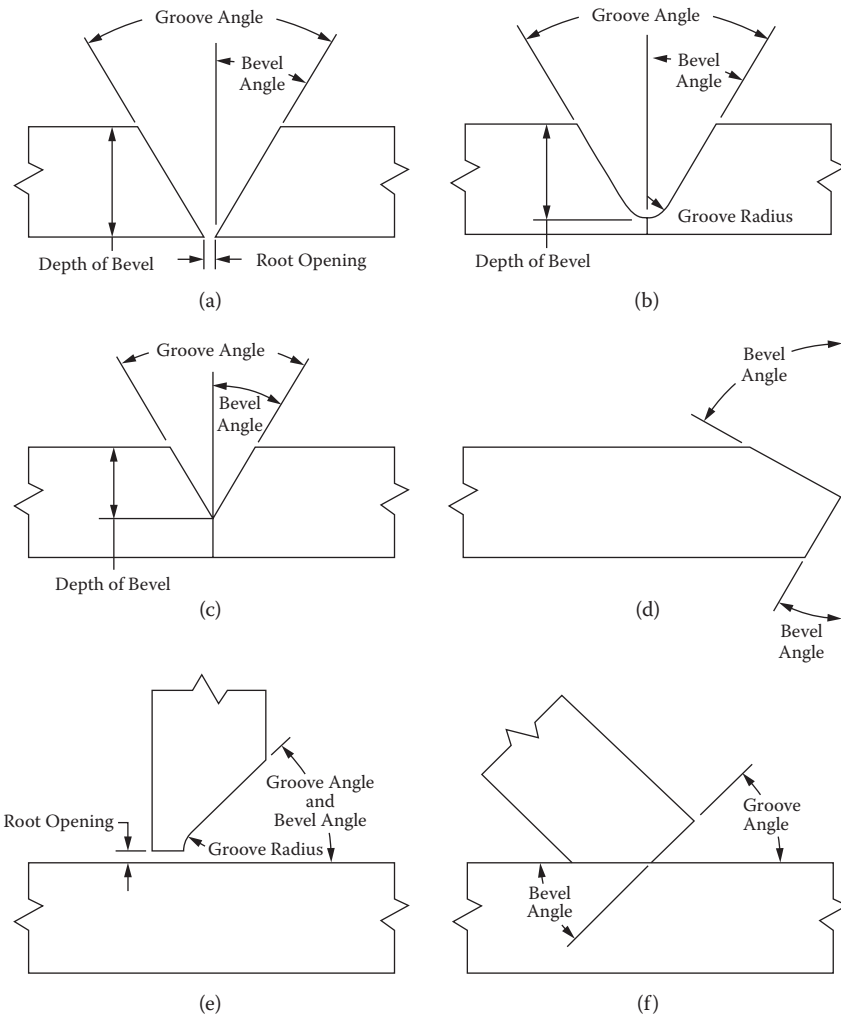 Groove Angle
Bevel
Angle
Depth of Bevel
Root Opening
(a)
Groove Angle
Bevel
Angle
Groove Radius
Depth of Bevel
(b)
Groove Angle
Bevel
Angle
Depth of Bevel
(c)
Bevel
Angle
Bevel
Angle
(d)
Groove Angle
and
Bevel Angle
Root Opening
Groove Radius
(e)
Groove
Angle
Bevel
Angle
(f)